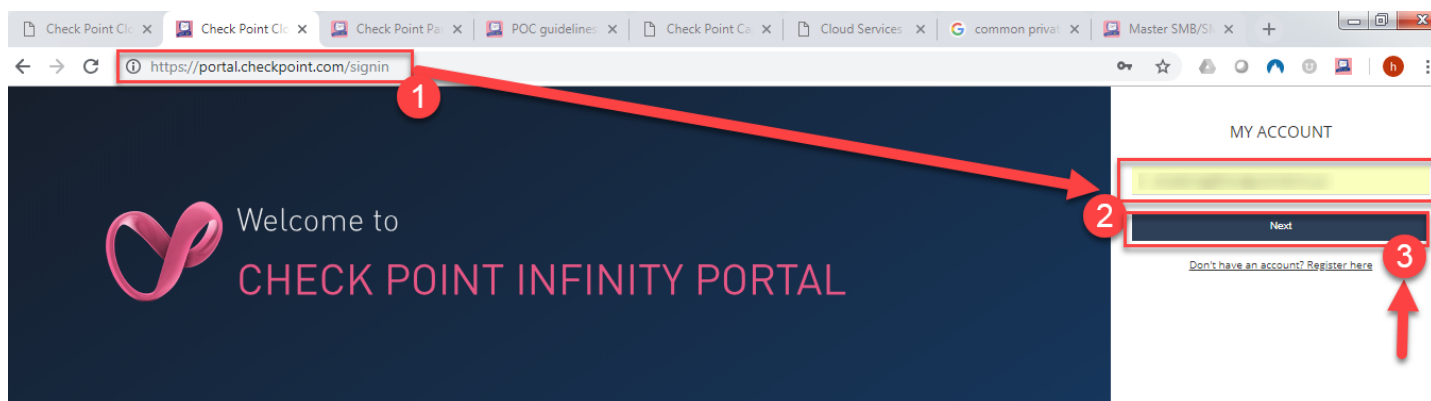 Check Point Clo
Check Point Clo
Check Point Par
POC guidelines
Check Point Ca
Cloud Services
common privat
Master SMB/SM
https://portal.checkpoint.com/signin
h
1
MY ACCOUNT
2
Next
3
Don't have an account? Register here
Welcome to
CHECK POINT INFINITY PORTAL